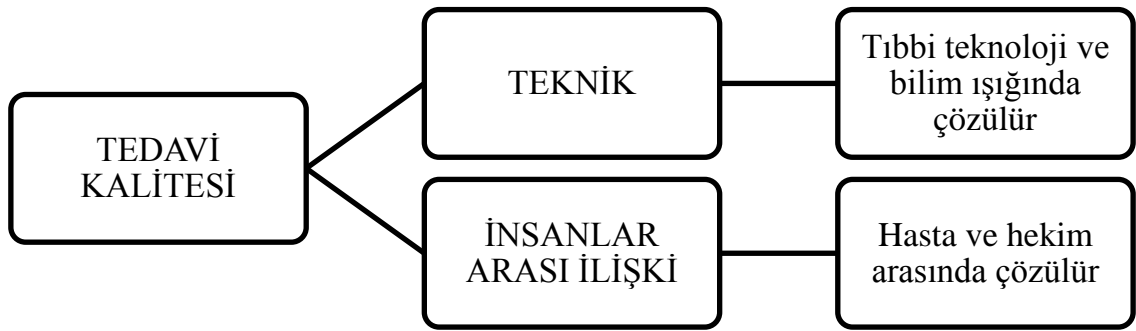 TEDAVİ
KALİTESİ
TEKNİK
Tıbbi teknoloji ve
bilim ışığında
çözülür
İNSANLAR
ARASI İLİŞKİ
Hasta ve hekim
arasında çözülür